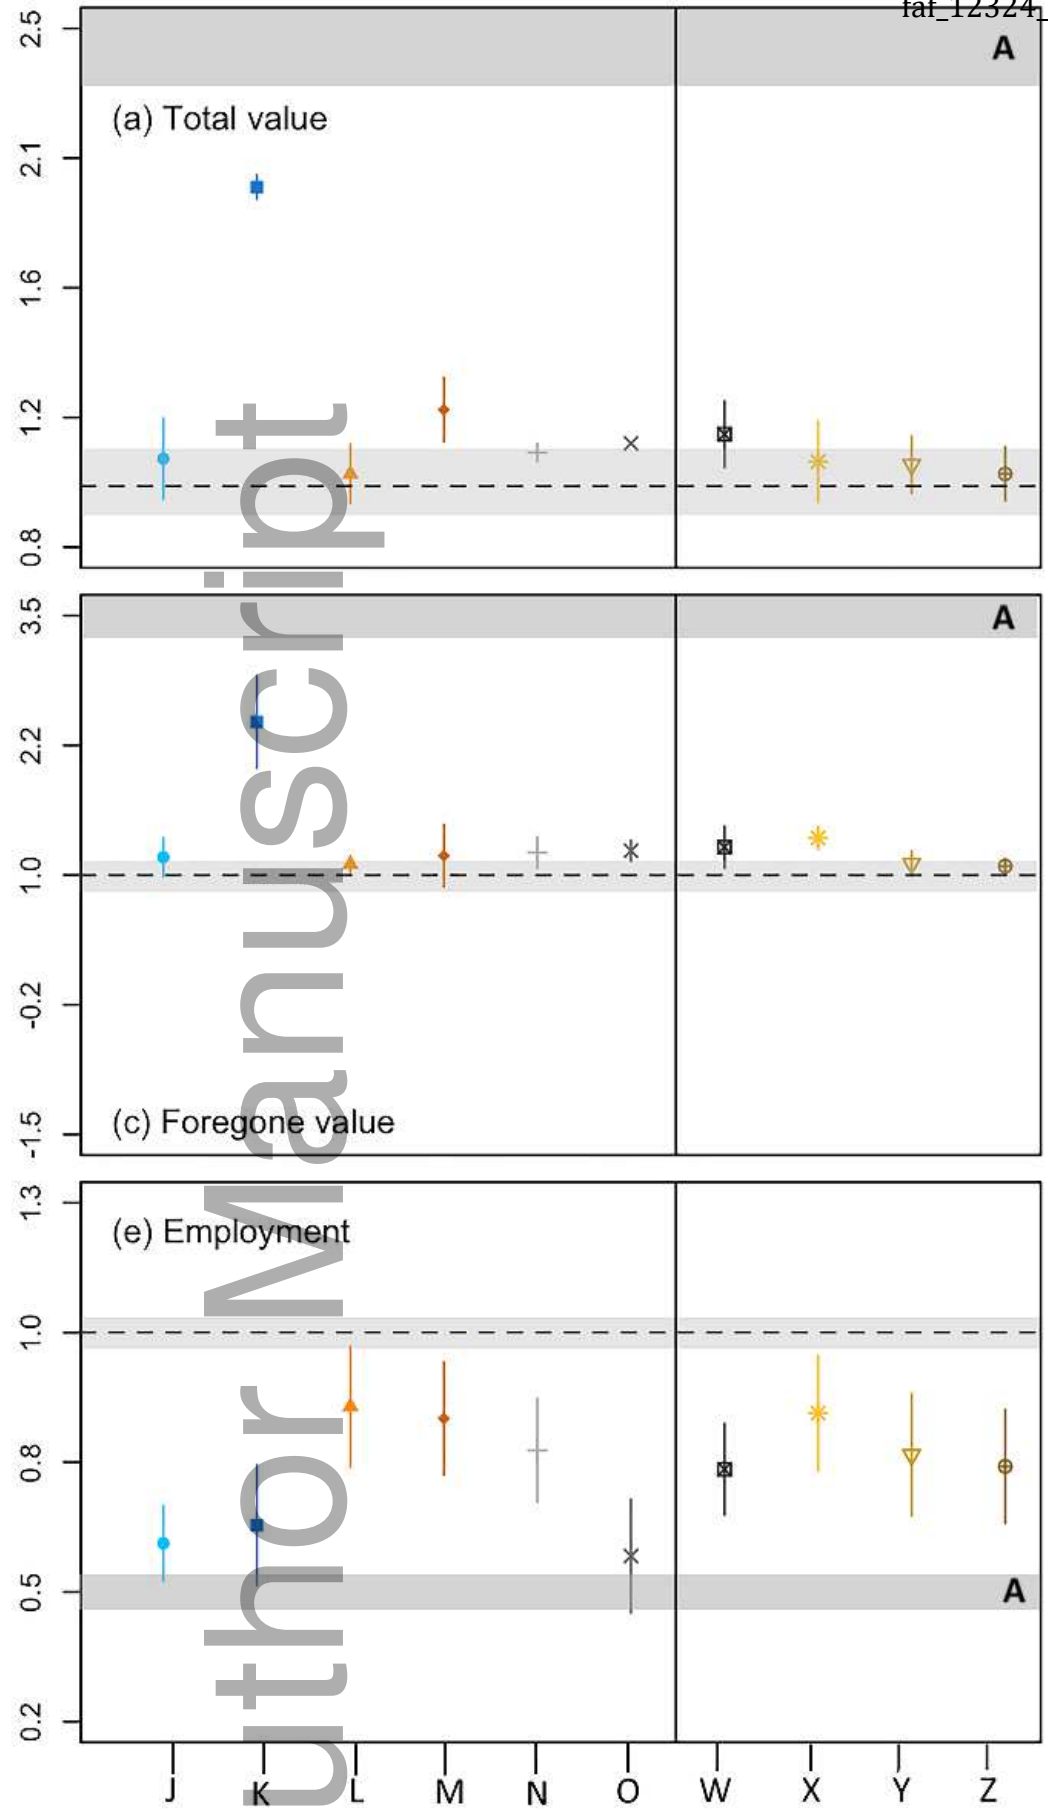 faf_12324_
2.5
A
(a) Total value
2.1
1.6
1.2
0.8
3.5
A
2.2
1.0
-0.2
(c) Foregone value
-1.5
1.3
(e) Employment
1.0
0.8
0.5
A
0.2
J K L M N O W X Y Z
uthor Manuscript